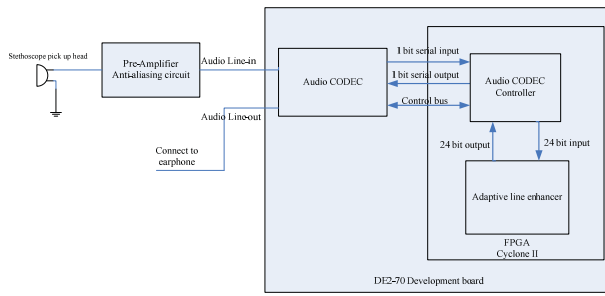 Stethoscope pick up head
Pre-Amplifier
Anti-aliasing circuit
Audio Line-in
Audio Line-out
Connect to
earphone
Audio CODEC
1 bit serial input
1 bit serial output
Control bus
Audio CODEC
Controller
24 bit output
24 bit input
Adaptive line enhancer
FPGA
Cyclone II
DE2-70 Development board